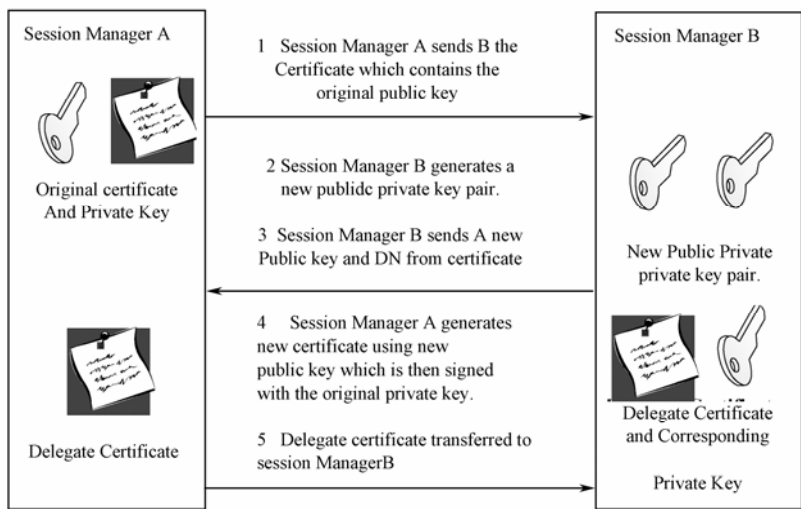 Session Manager A
Original certificate
And Private Key
Delegate Certificate
1 Session Manager A sends B the
Certificate which contains the
original public key
2 Session Manager B generates a
new publidc private key pair.
3 Session Manager B sends A new
Public key and DN from certificate
4 Session Manager A generates
new certificate using new
public key which is then signed
with the original private key.
5 Delegate certificate transferred to
session ManagerB
Session Manager B
New Public Private
private key pair.
Delegate Certificate
and Corresponding
Private Key